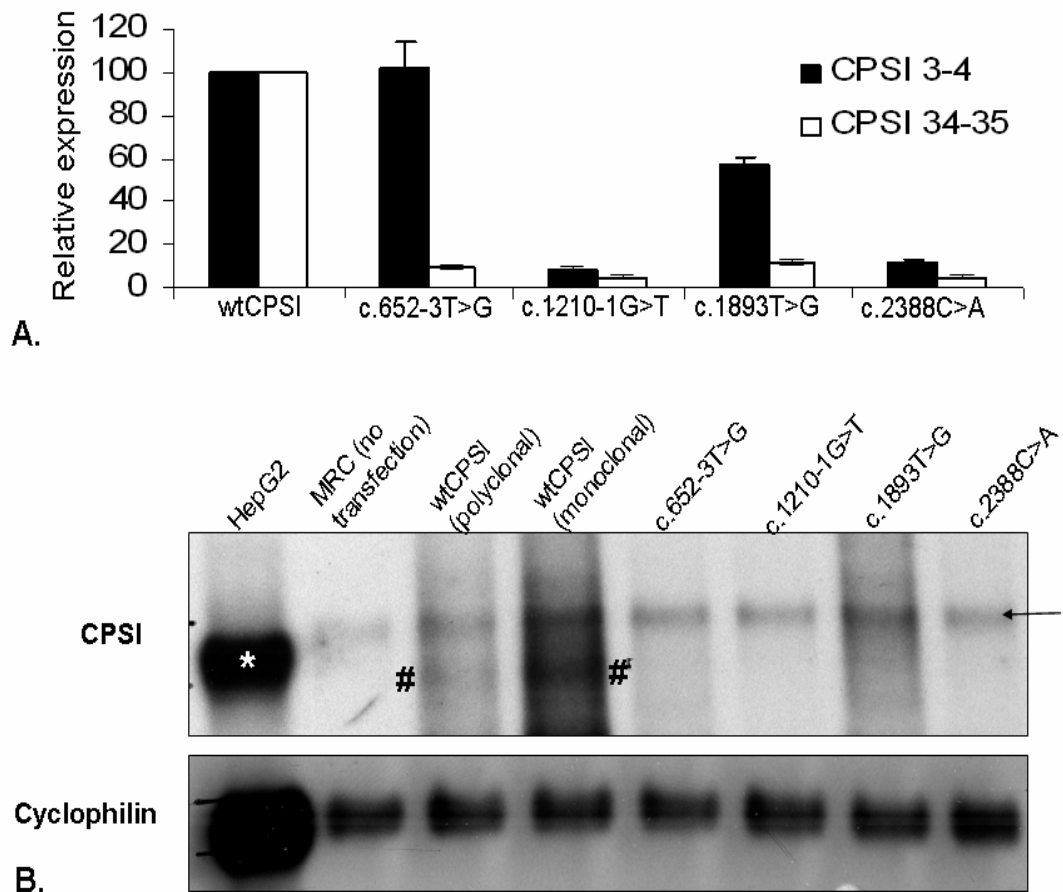 120
100
80
60
40
20
0
Relative expression
CPSI 3-4
CPSI 34-35
wtCPSI
c.652-3T>G
c.1210-1G>T
c.1893T>G
c.2388C>A
A.
HepG2
MRC (no
transfection)
wtCPSI
(polyclonal)
wtCPSI
(monoclonal)
c.652-3T>G
c.1210-1G>T
c.1893T>G
c.2388C>A
CPSI
*
#
#
Cyclophilin
B.